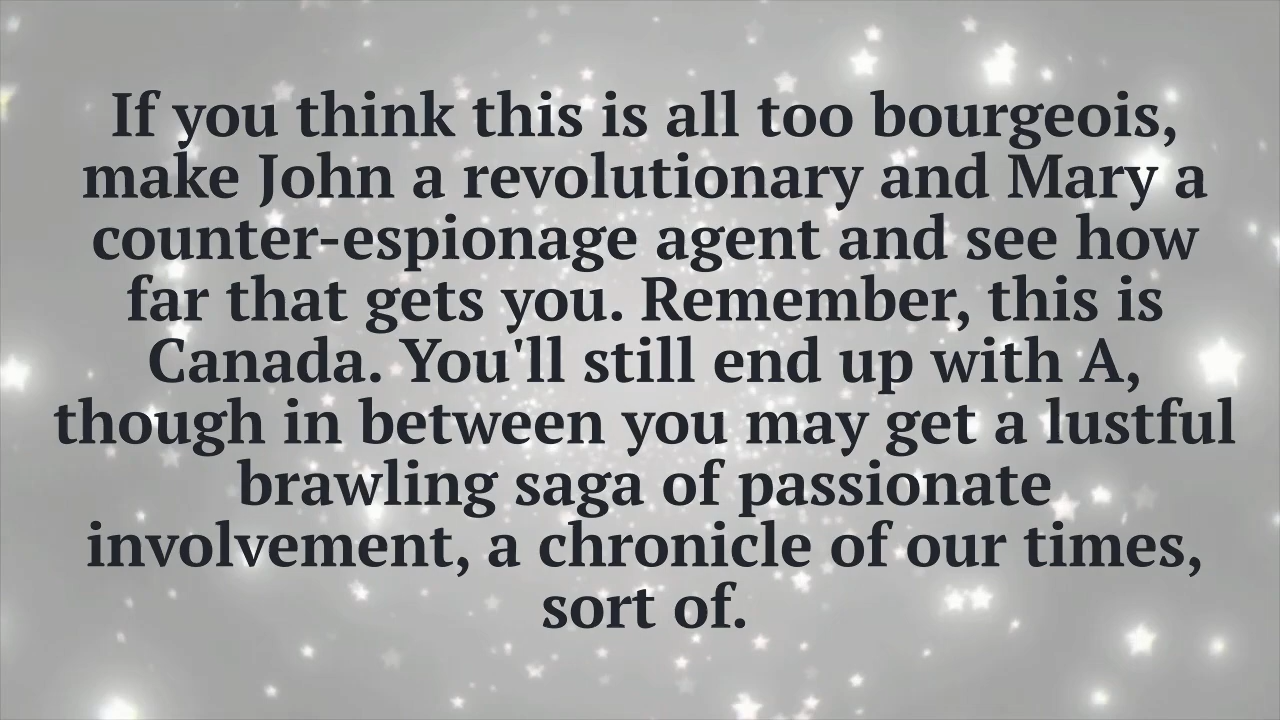 If you think this is all too bourgeois,
make John a revolutionary and Mary a
counter-espionage agent and see how
far that gets you. Remember, this is
Canada. You'll still end up with A,
though in between you may get a lustful
brawling saga of passionate
involvement, a chronicle of our times,
sort of.